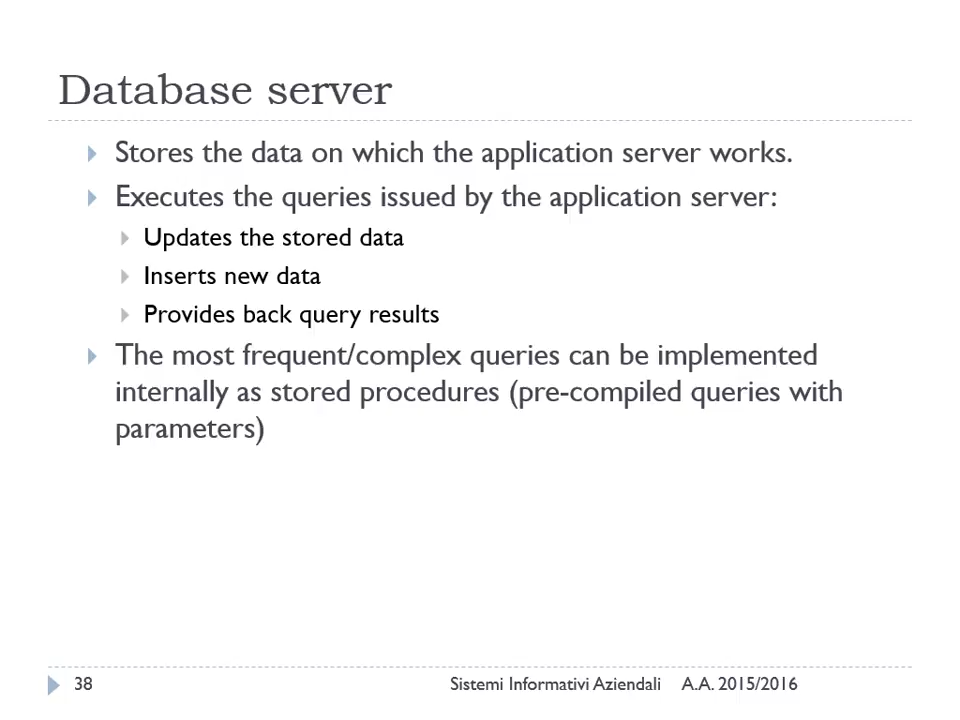 Database server
Stores the data on which the application server works.
Executes the queries issued by the application server:
Updates the stored data
Inserts new data
Provides back query results
The most frequent/complex queries can be implemented
internally as stored procedures (pre-compiled queries with
parameters)
38 Sistemi Informativi Aziendali A.A. 2015/2016